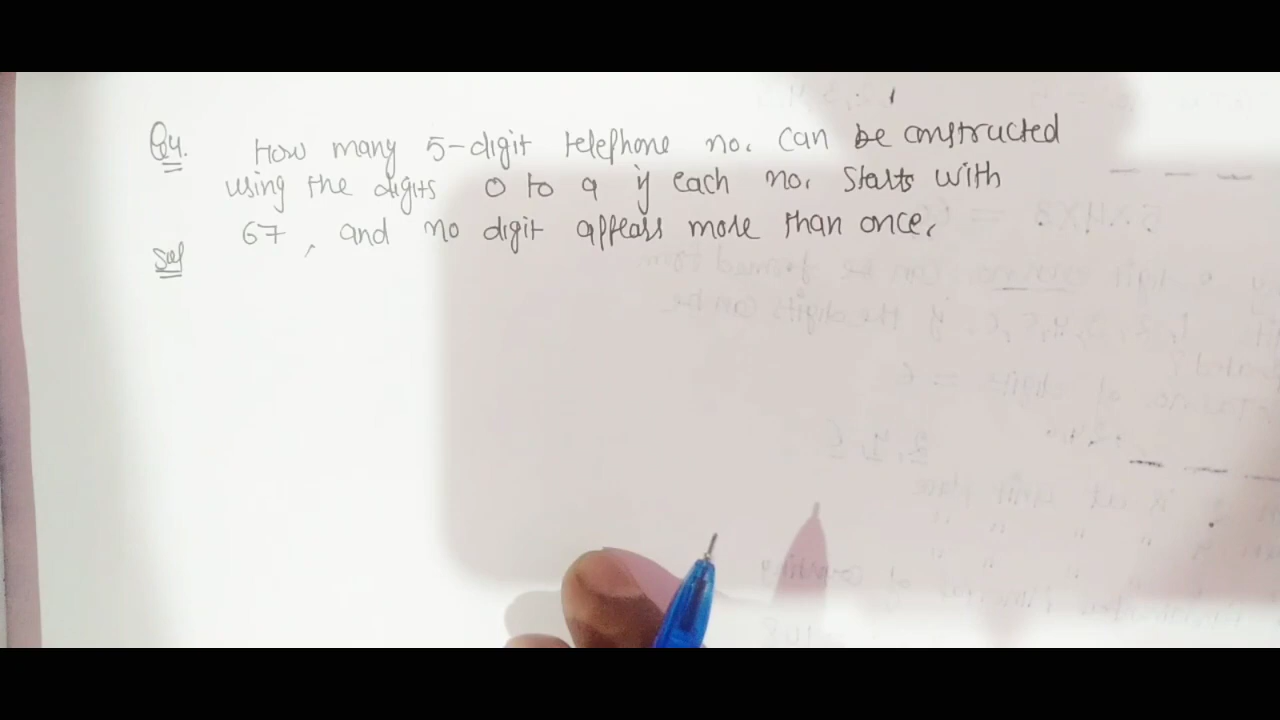 Q4. How many 5-digit telephone no. can be constructed
using the digits 0 to 9 if each no. starts with
67, and no digit appears more than once.
Sol